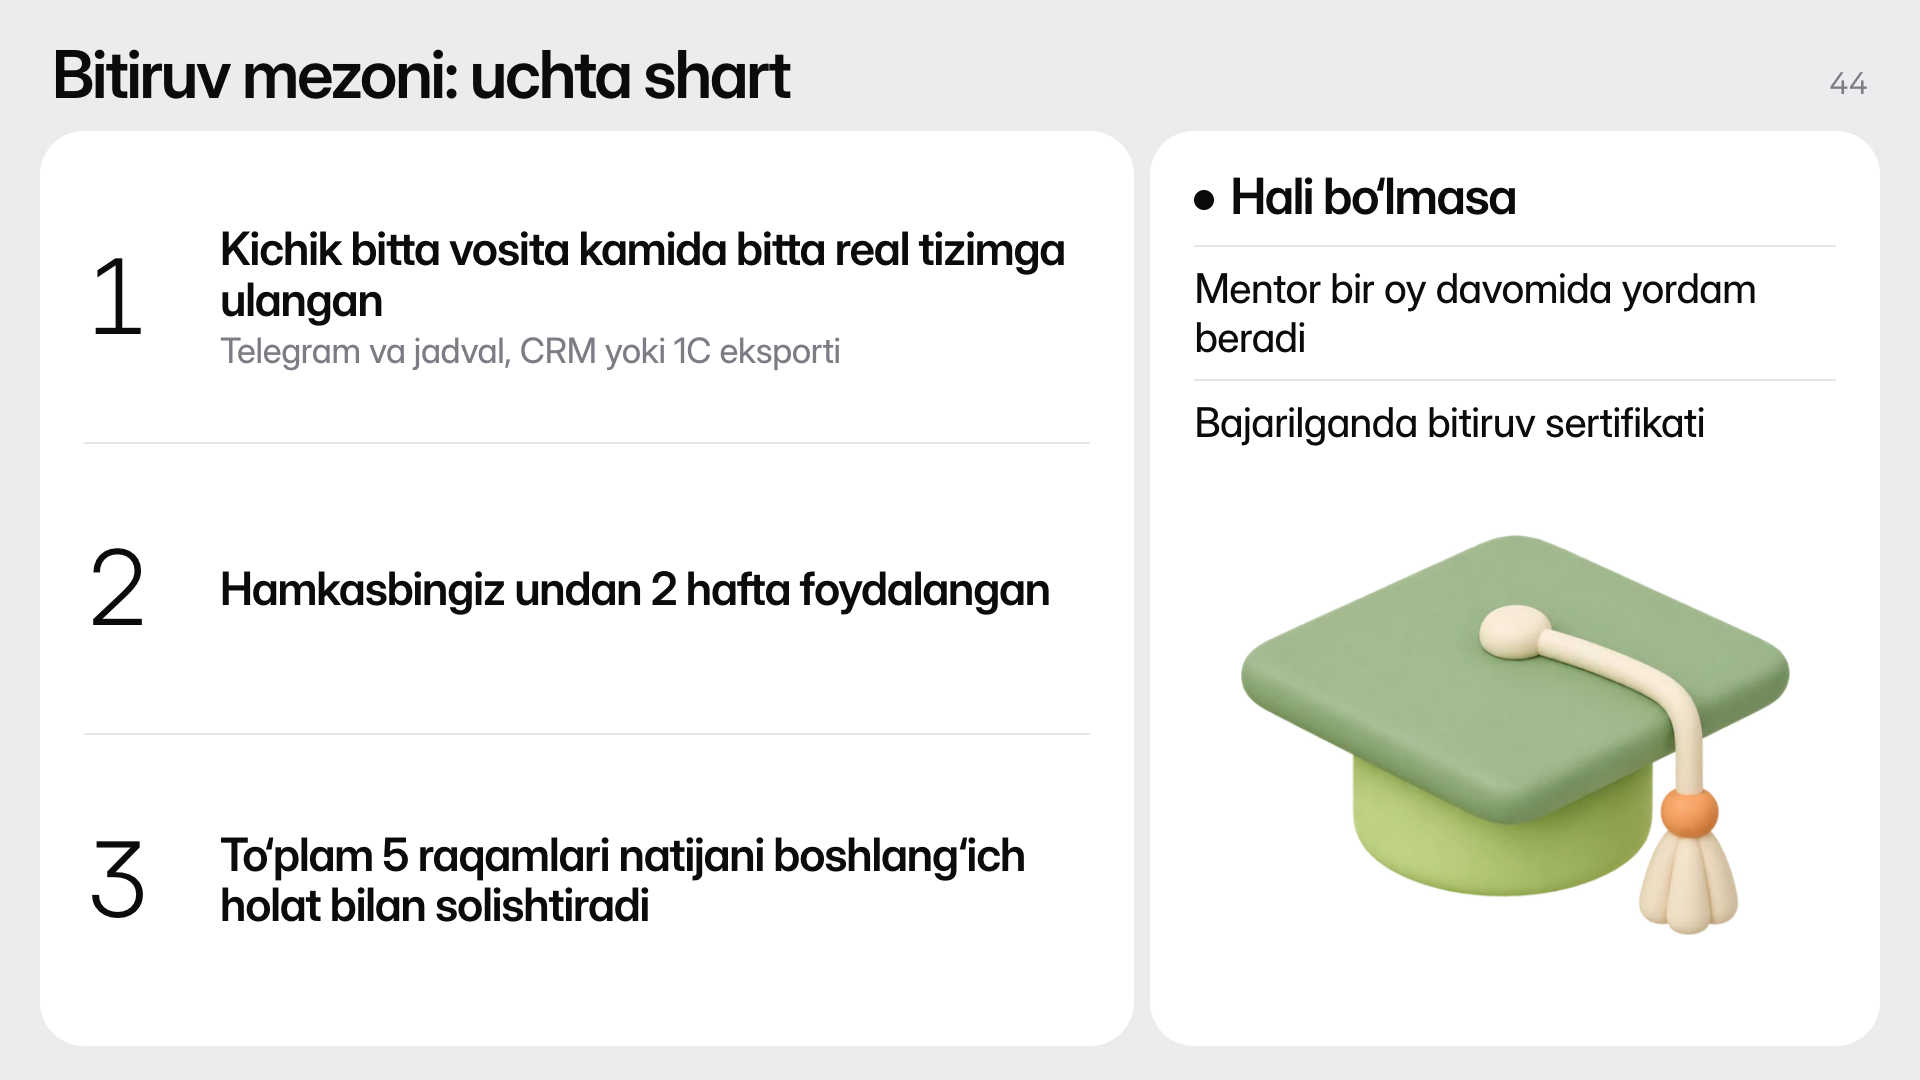 Bitiruv mezoni: uchta shart
44
1
Kichik bitta vosita kamida bitta real tizimga
ulangan
Telegram va jadval, CRM yoki 1C eksporti
2
Hamkasbingiz undan 2 hafta foydalangan
3
To‘plam 5 raqamlari natijani boshlang‘ich
holat bilan solishtiradi
● Hali bo‘lmasa
Mentor bir oy davomida yordam
beradi
Bajarilganda bitiruv sertifikati